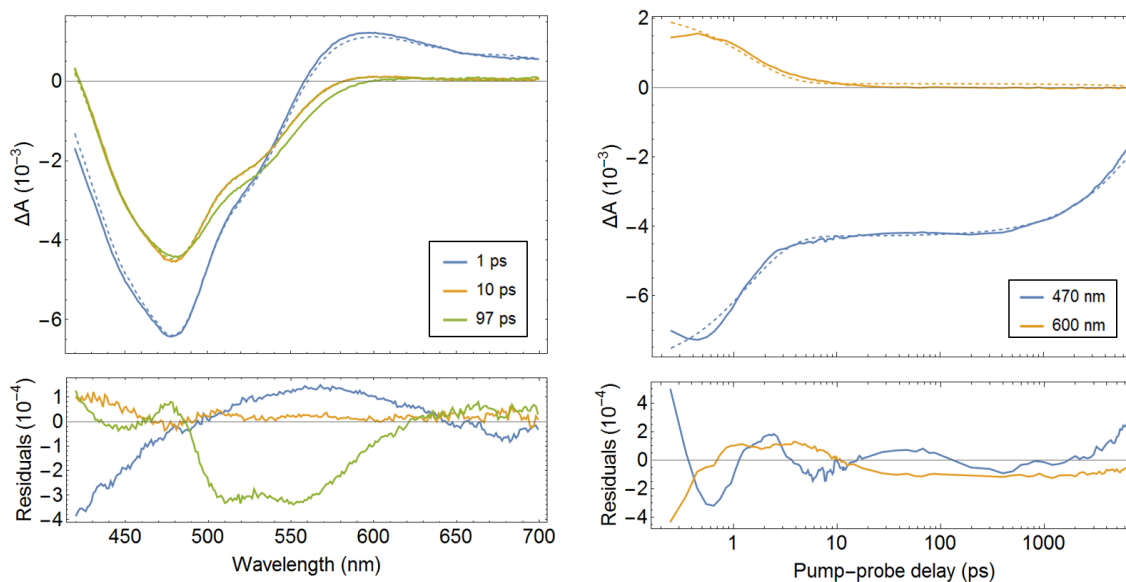 0
−2
−4
−6
ΔA (10⁻³)
1 ps
10 ps
97 ps
1
0
−1
−2
−3
−4
Residuals (10⁻⁴)
450 500 550 600 650 700
Wavelength (nm)
2
0
−2
−4
−6
ΔA (10⁻³)
470 nm
600 nm
4
2
0
−2
−4
Residuals (10⁻⁴)
1 10 100 1000
Pump−probe delay (ps)